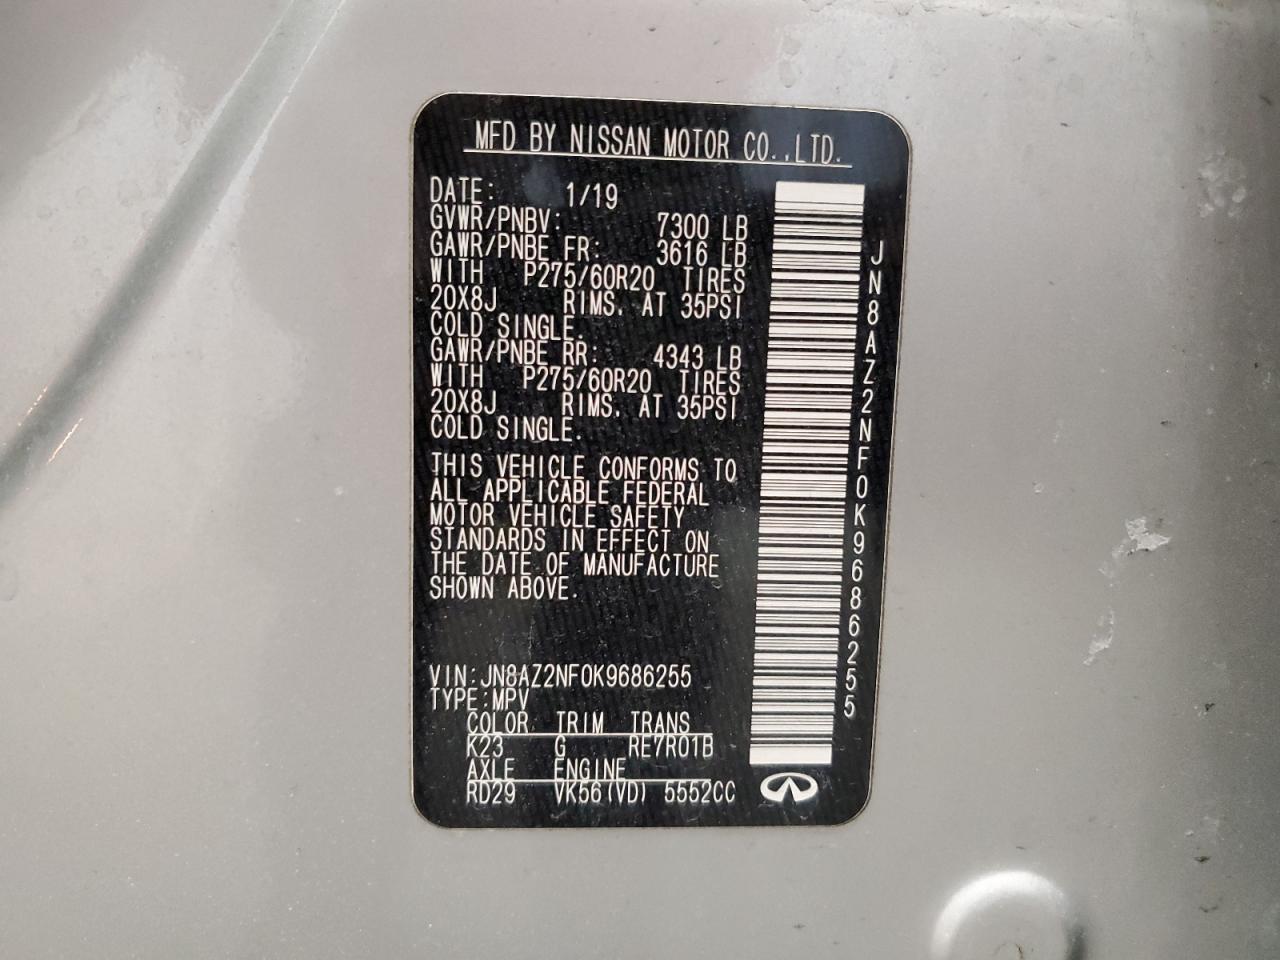 MFD BY NISSAN MOTOR CO.,LTD.
DATE: 1/19
GVWR/PNBV: 7300 LB
GAWR/PNBE FR: 3616 LB
WITH P275/60R20 TIRES
20X8J RIMS. AT 35PSI
COLD SINGLE.
GAWR/PNBE RR: 4343 LB
WITH P275/60R20 TIRES
20X8J RIMS. AT 35PSI
COLD SINGLE.
THIS VEHICLE CONFORMS TO
ALL APPLICABLE FEDERAL
MOTOR VEHICLE SAFETY
STANDARDS IN EFFECT ON
THE DATE OF MANUFACTURE
SHOWN ABOVE.
VIN:JN8AZ2NF0K9686255
TYPE:MPV
COLOR TRIM TRANS
K23 G RE7R01B
AXLE ENGINE
RD29 VK56(VD) 5552CC
JN8AZ2NF0K9686255